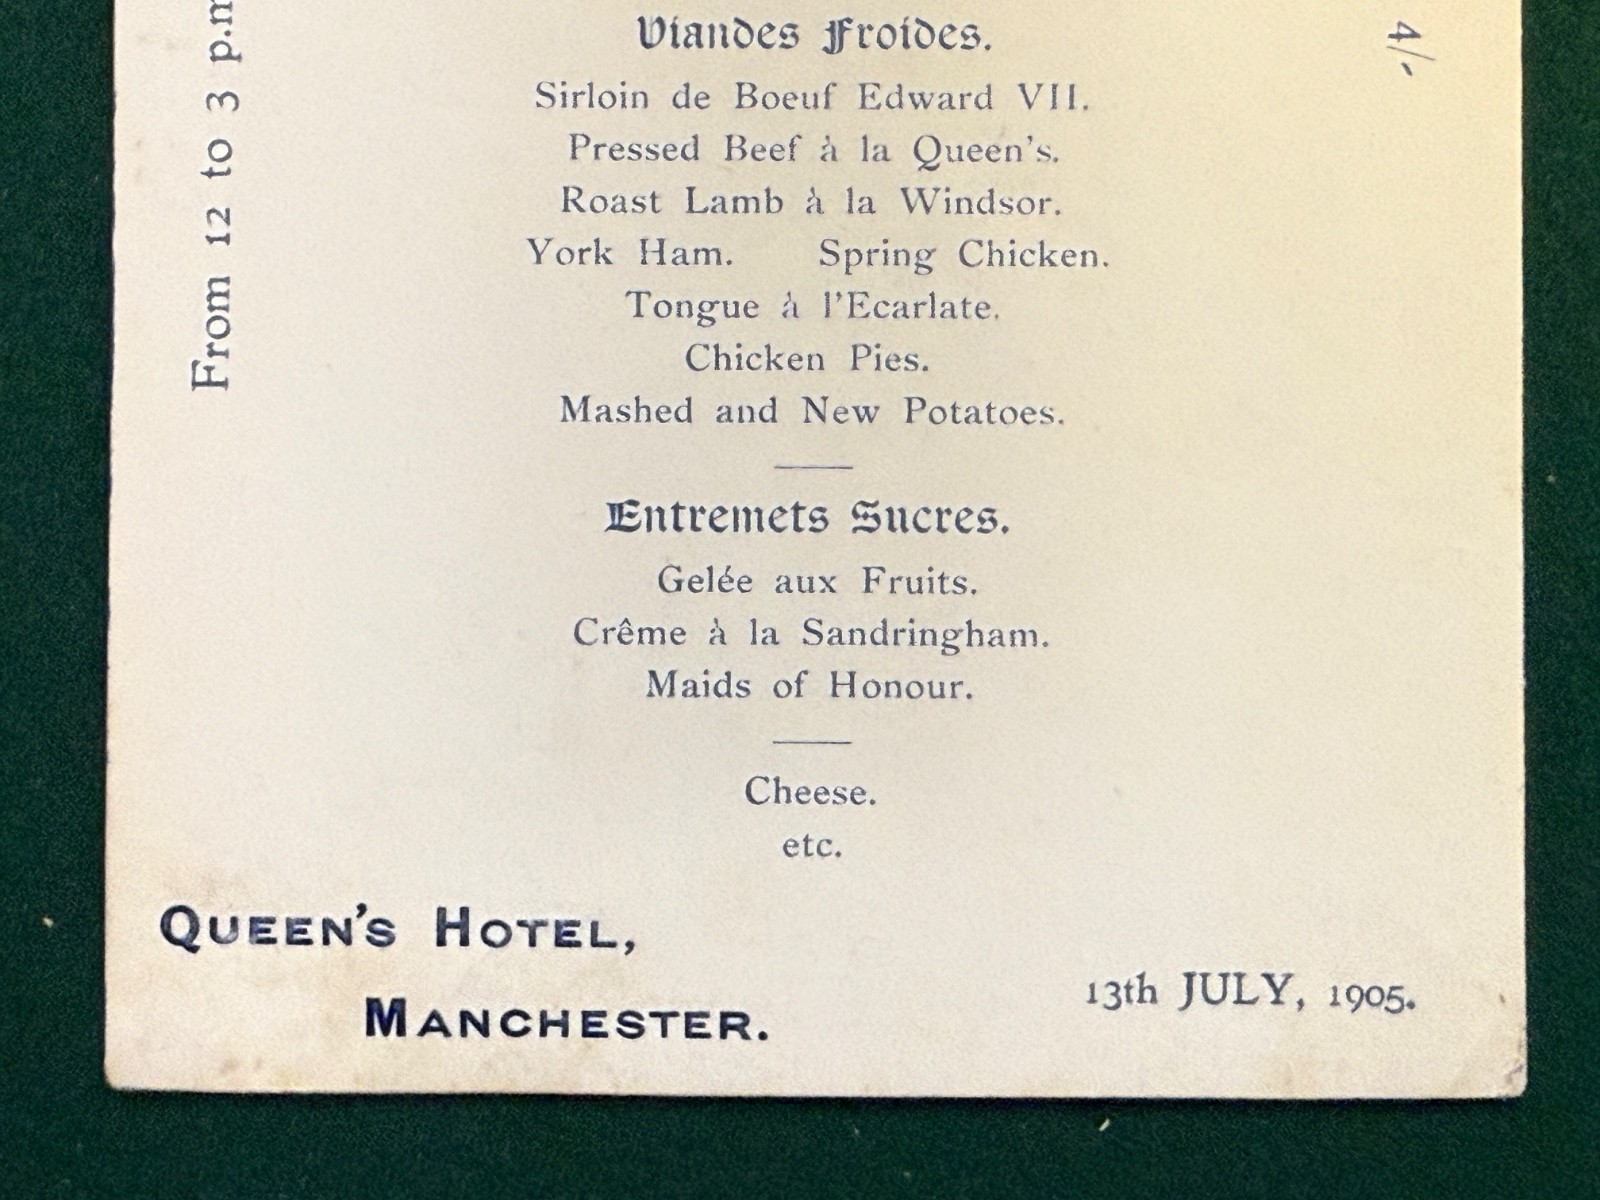 From 12 to 3 p.m
4/-
Viandes Froides.
Sirloin de Boeuf Edward VII.
Pressed Beef à la Queen's.
Roast Lamb à la Windsor.
York Ham. Spring Chicken.
Tongue à l'Ecarlate.
Chicken Pies.
Mashed and New Potatoes.
Entremets Sucres.
Gelée aux Fruits.
Crême à la Sandringham.
Maids of Honour.
Cheese.
etc.
QUEEN'S HOTEL,
MANCHESTER.
13th JULY, 1905.